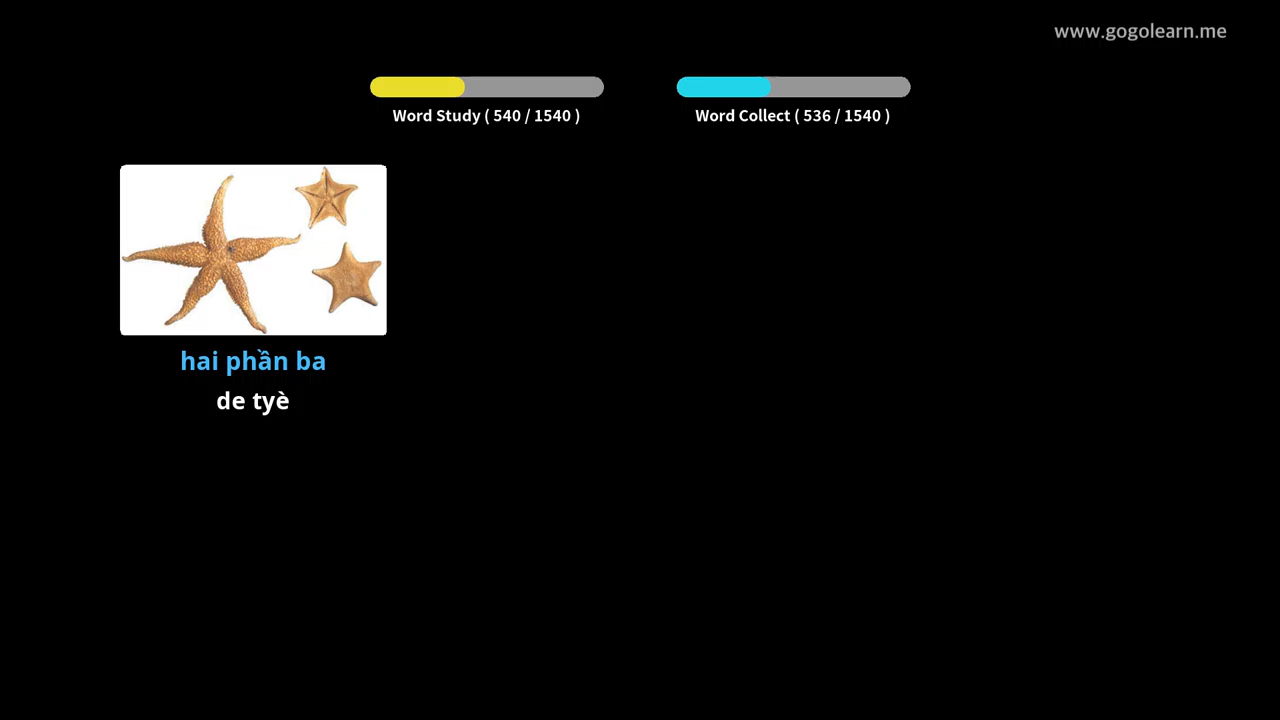 www.gogolearn.me
Word Study ( 540 / 1540 )
Word Collect ( 536 / 1540 )
hai phần ba
de tyè